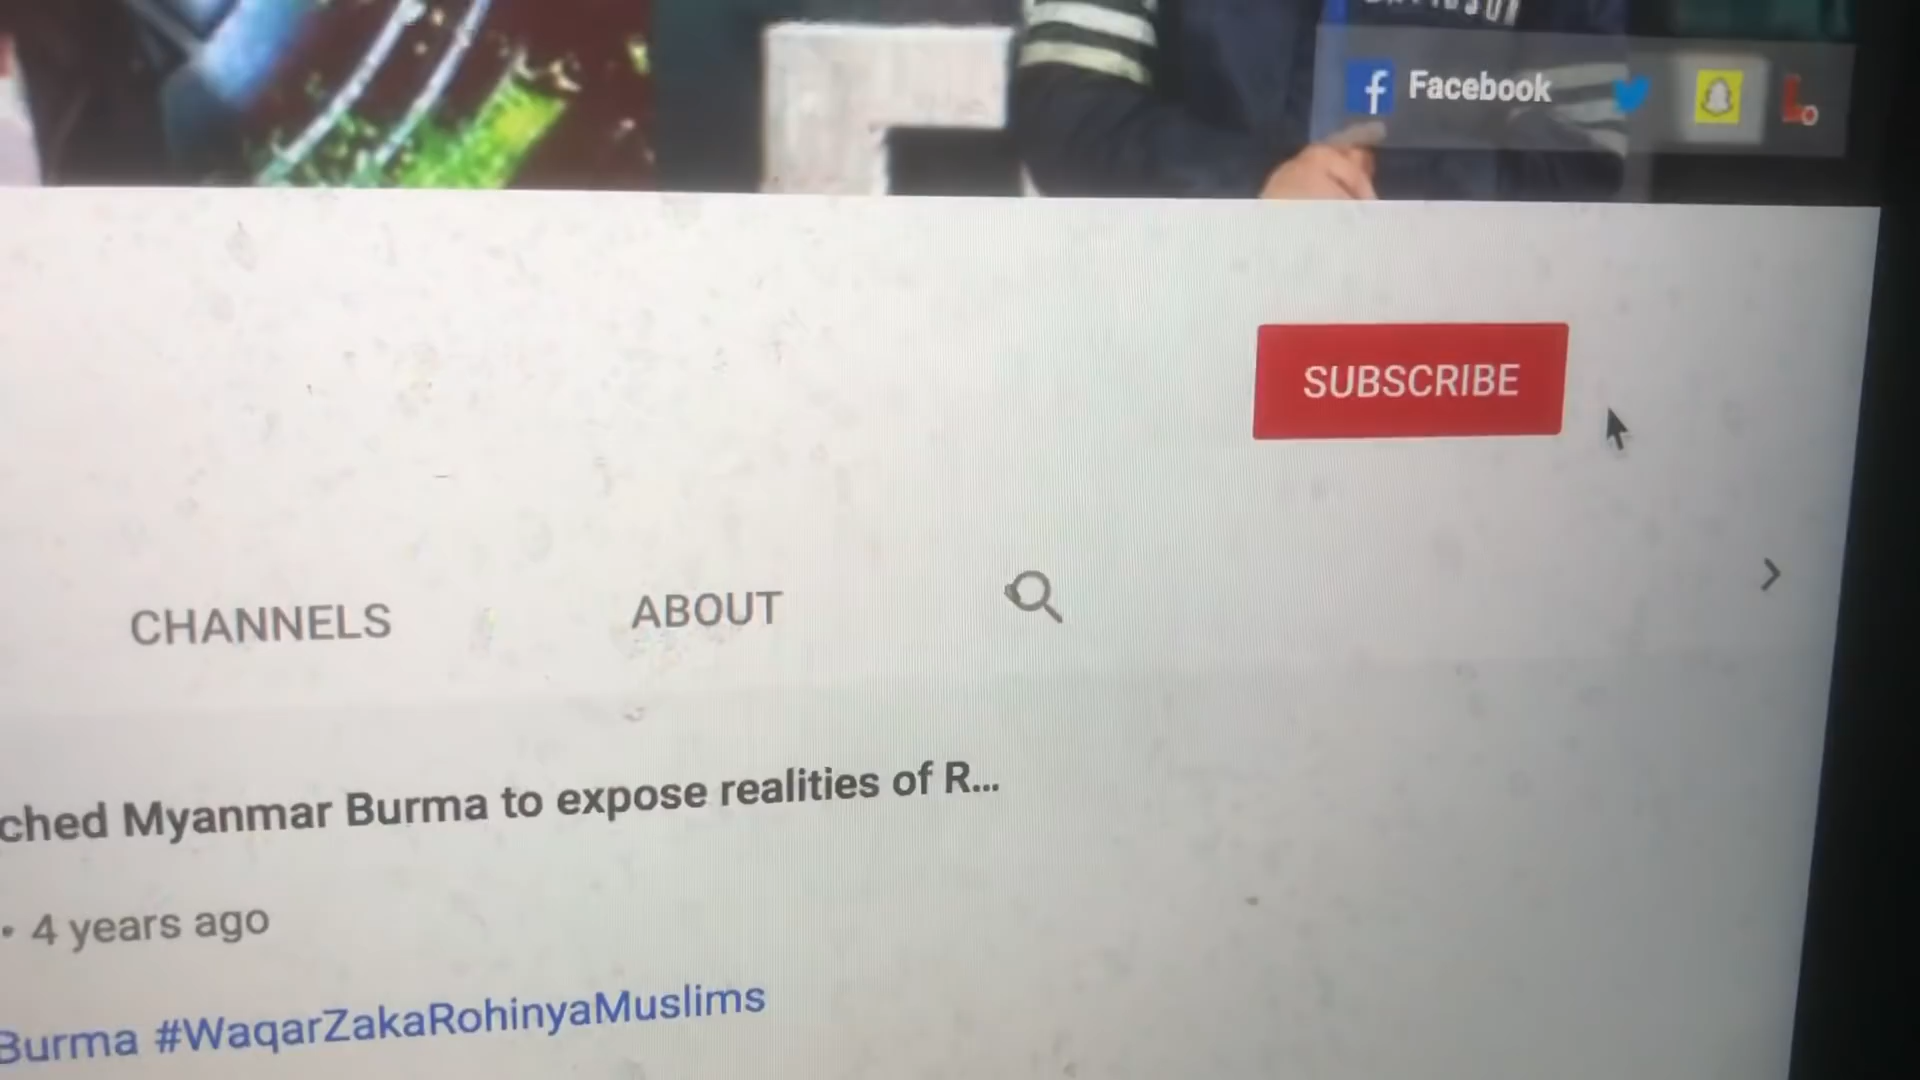 Facebook
SUBSCRIBE
CHANNELS
ABOUT
ched Myanmar Burma to expose realities of R...
• 4 years ago
Burma #WaqarZakaRohinyaMuslims